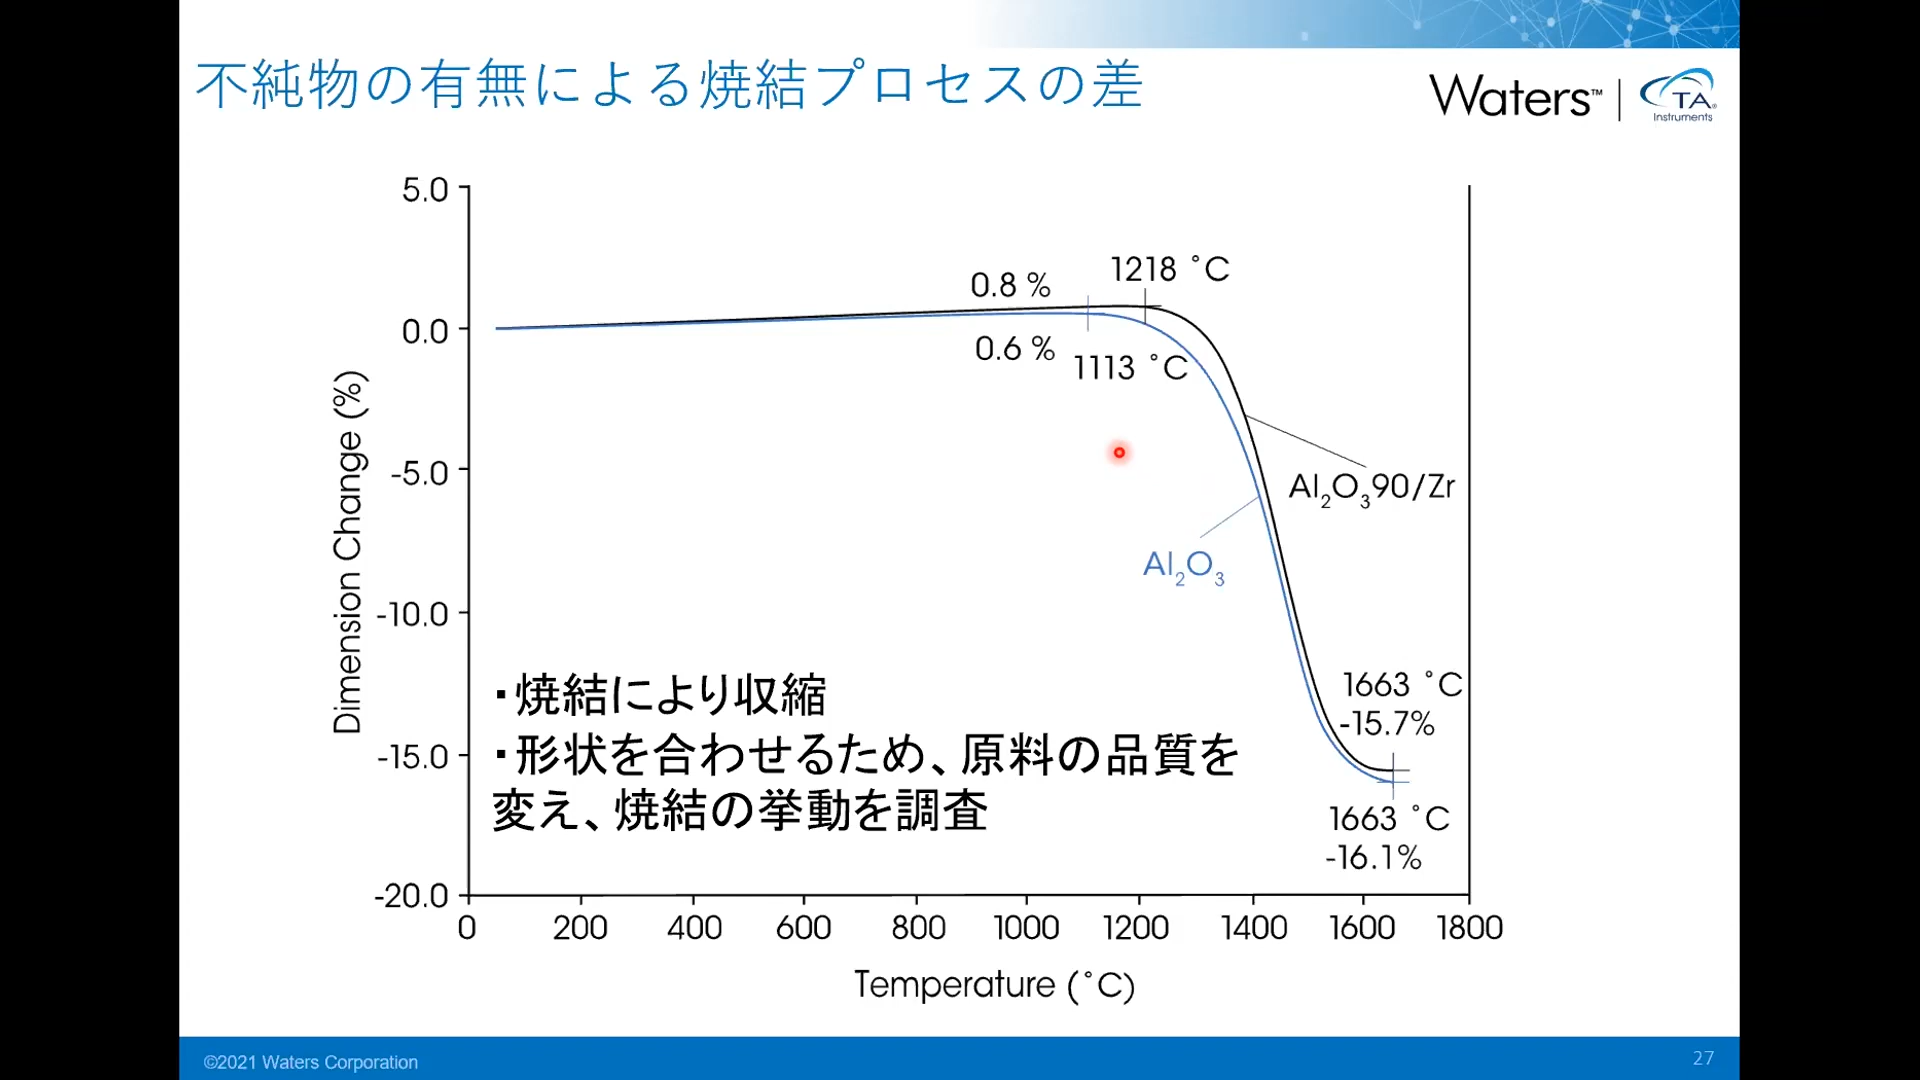 不純物の有無による焼結プロセスの差
Waters™ | TA Instruments
5.0
0.0
-5.0
-10.0
-15.0
-20.0
Dimension Change (%)
0.8 %
1218 °C
0.6 %
1113 °C
Al₂O₃90/Zr
Al₂O₃
1663 °C
-15.7%
1663 °C
-16.1%
・焼結により収縮
・形状を合わせるため、原料の品質を
変え、焼結の挙動を調査
0 200 400 600 800 1000 1200 1400 1600 1800
Temperature (°C)
©2021 Waters Corporation
27